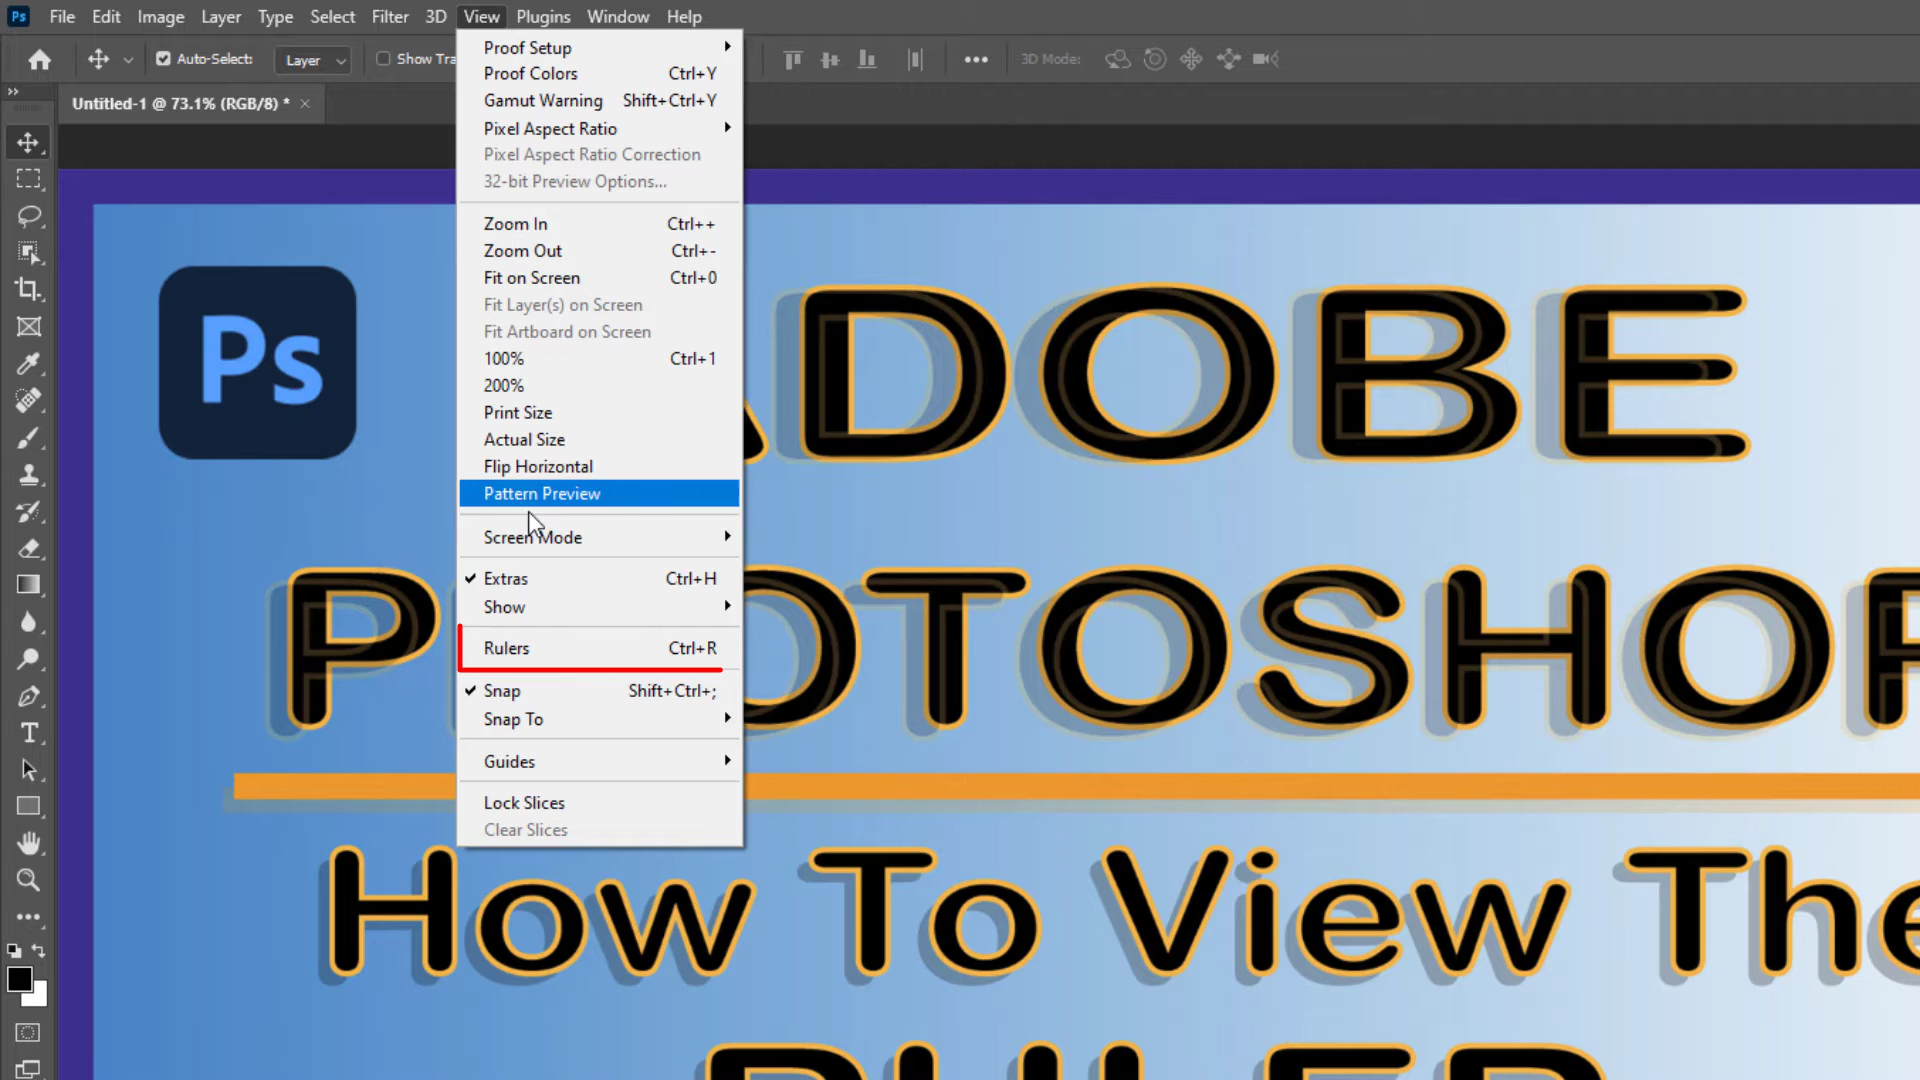 Ps File Edit Image Layer Type Select Filter 3D View Plugins Window Help
Auto-Select: Layer Show Tra 3D Mode:
Untitled-1 @ 73.1% (RGB/8) *
Proof Setup
Proof Colors Ctrl+Y
Gamut Warning Shift+Ctrl+Y
Pixel Aspect Ratio
Pixel Aspect Ratio Correction
32-bit Preview Options...
Zoom In Ctrl++
Zoom Out Ctrl+-
Fit on Screen Ctrl+0
Fit Layer(s) on Screen
Fit Artboard on Screen
100% Ctrl+1
200%
Print Size
Actual Size
Flip Horizontal
Pattern Preview
Screen Mode
Extras Ctrl+H
Show
Rulers Ctrl+R
Snap Shift+Ctrl+;
Snap To
Guides
Lock Slices
Clear Slices
Ps
ADOBE
PHOTOSHOP
How To View The
RULER